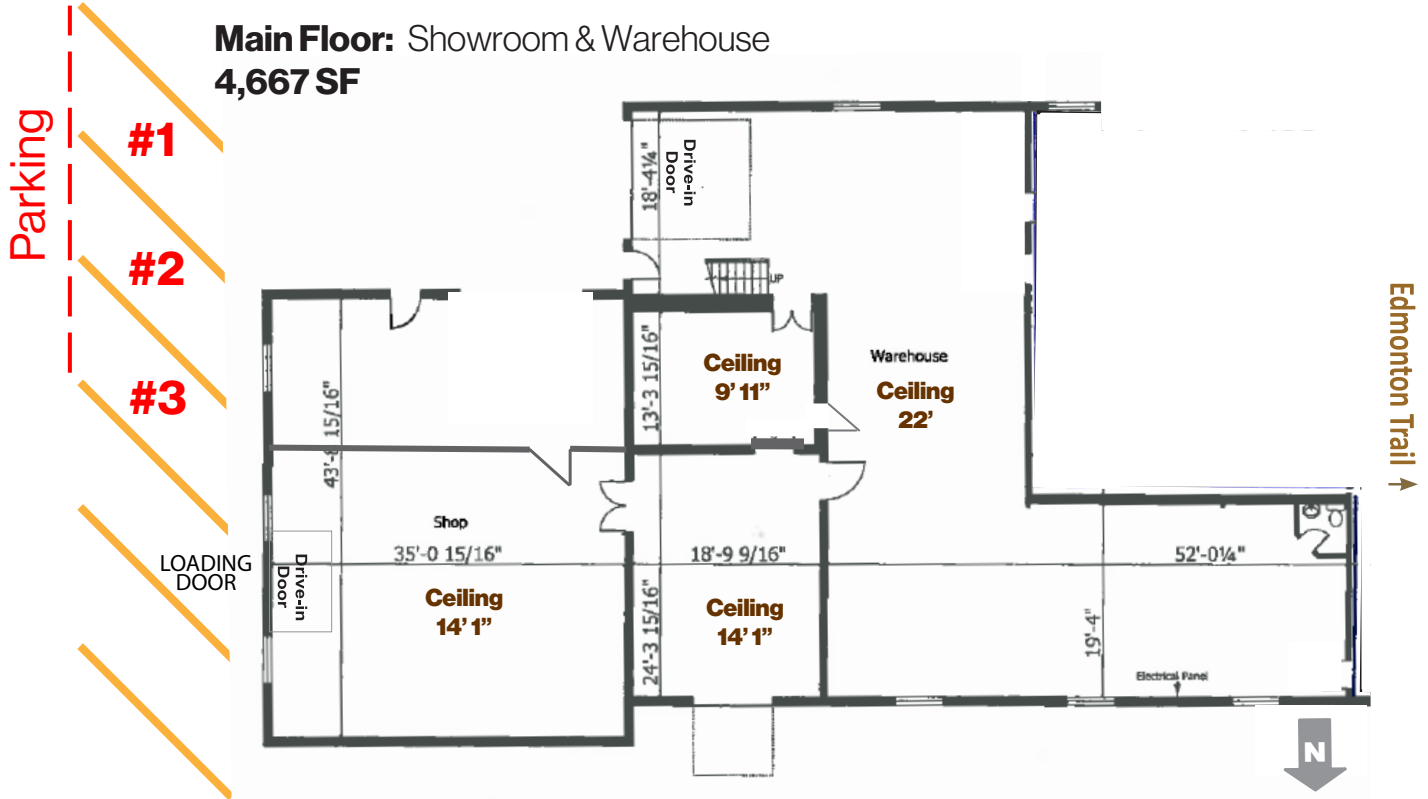 Main Floor: Showroom & Warehouse
4,667 SF
Parking
#1
#2
#3
Drive-in
Door
18'-4¼"
UP
13'-3 15/16"
Ceiling
9' 11”
Warehouse
Ceiling
22'
Edmonton Trail
15/16"
Shop
35'-0 15/16"
18'-9 9/16"
52'-0¼"
LOADING
DOOR
Drive-in
Door
Ceiling
14' 1”
24'-3 15/16"
Ceiling
14' 1”
19'-4"
Electrical Panel
N